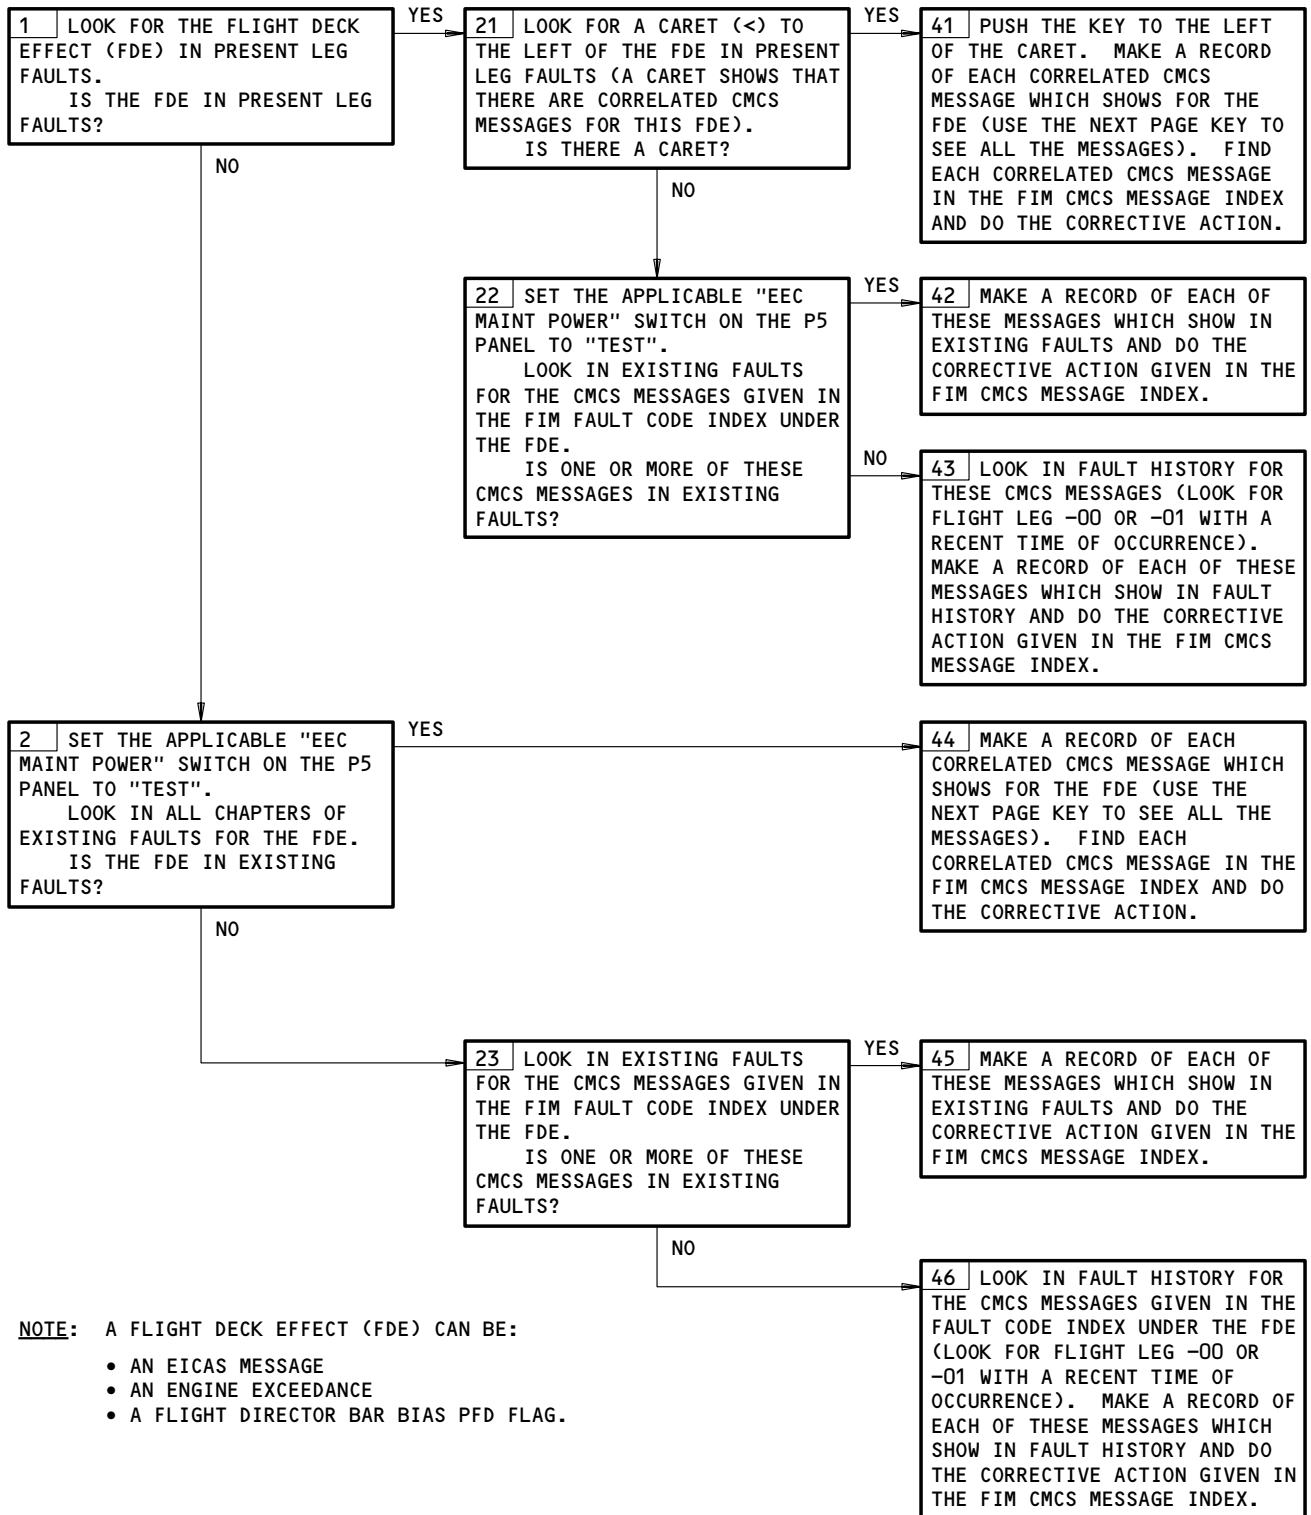 1 LOOK FOR THE FLIGHT DECK
EFFECT (FDE) IN PRESENT LEG
FAULTS.
IS THE FDE IN PRESENT LEG
FAULTS?
YES
NO
21 LOOK FOR A CARET (<) TO
THE LEFT OF THE FDE IN PRESENT
LEG FAULTS (A CARET SHOWS THAT
THERE ARE CORRELATED CMCS
MESSAGES FOR THIS FDE).
IS THERE A CARET?
YES
NO
41 PUSH THE KEY TO THE LEFT
OF THE CARET. MAKE A RECORD
OF EACH CORRELATED CMCS
MESSAGE WHICH SHOWS FOR THE
FDE (USE THE NEXT PAGE KEY TO
SEE ALL THE MESSAGES). FIND
EACH CORRELATED CMCS MESSAGE
IN THE FIM CMCS MESSAGE INDEX
AND DO THE CORRECTIVE ACTION.
22 SET THE APPLICABLE "EEC
MAINT POWER" SWITCH ON THE P5
PANEL TO "TEST".
LOOK IN EXISTING FAULTS
FOR THE CMCS MESSAGES GIVEN IN
THE FIM FAULT CODE INDEX UNDER
THE FDE.
IS ONE OR MORE OF THESE
CMCS MESSAGES IN EXISTING
FAULTS?
YES
NO
42 MAKE A RECORD OF EACH OF
THESE MESSAGES WHICH SHOW IN
EXISTING FAULTS AND DO THE
CORRECTIVE ACTION GIVEN IN THE
FIM CMCS MESSAGE INDEX.
43 LOOK IN FAULT HISTORY FOR
THESE CMCS MESSAGES (LOOK FOR
FLIGHT LEG -00 OR -01 WITH A
RECENT TIME OF OCCURRENCE).
MAKE A RECORD OF EACH OF THESE
MESSAGES WHICH SHOW IN FAULT
HISTORY AND DO THE CORRECTIVE
ACTION GIVEN IN THE FIM CMCS
MESSAGE INDEX.
2 SET THE APPLICABLE "EEC
MAINT POWER" SWITCH ON THE P5
PANEL TO "TEST".
LOOK IN ALL CHAPTERS OF
EXISTING FAULTS FOR THE FDE.
IS THE FDE IN EXISTING
FAULTS?
YES
NO
44 MAKE A RECORD OF EACH
CORRELATED CMCS MESSAGE WHICH
SHOWS FOR THE FDE (USE THE
NEXT PAGE KEY TO SEE ALL THE
MESSAGES). FIND EACH
CORRELATED CMCS MESSAGE IN THE
FIM CMCS MESSAGE INDEX AND DO
THE CORRECTIVE ACTION.
23 LOOK IN EXISTING FAULTS
FOR THE CMCS MESSAGES GIVEN IN
THE FIM FAULT CODE INDEX UNDER
THE FDE.
IS ONE OR MORE OF THESE
CMCS MESSAGES IN EXISTING
FAULTS?
YES
NO
45 MAKE A RECORD OF EACH OF
THESE MESSAGES WHICH SHOW IN
EXISTING FAULTS AND DO THE
CORRECTIVE ACTION GIVEN IN THE
FIM CMCS MESSAGE INDEX.
46 LOOK IN FAULT HISTORY FOR
THE CMCS MESSAGES GIVEN IN THE
FAULT CODE INDEX UNDER THE FDE
(LOOK FOR FLIGHT LEG -00 OR
-01 WITH A RECENT TIME OF
OCCURRENCE). MAKE A RECORD OF
EACH OF THESE MESSAGES WHICH
SHOW IN FAULT HISTORY AND DO
THE CORRECTIVE ACTION GIVEN IN
THE FIM CMCS MESSAGE INDEX.
NOTE: A FLIGHT DECK EFFECT (FDE) CAN BE:
• AN EICAS MESSAGE
• AN ENGINE EXCEEDANCE
• A FLIGHT DIRECTOR BAR BIAS PFD FLAG.